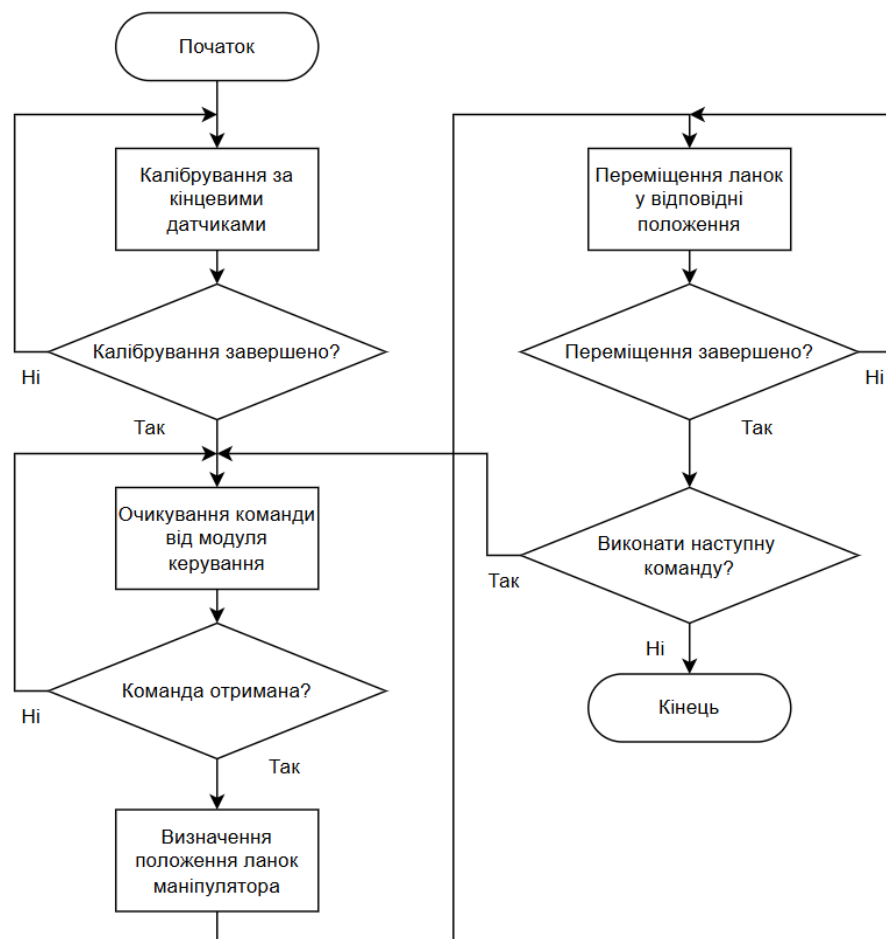 Початок
Калібрування за
кінцевими
датчиками
Калібрування завершено?
Ні
Так
Очикування команди
від модуля
керування
Команда отримана?
Ні
Так
Визначення
положення ланок
маніпулятора
Переміщення ланок
у відповідні
положення
Переміщення завершено?
Ні
Так
Виконати наступну
команду?
Так
Ні
Кінець